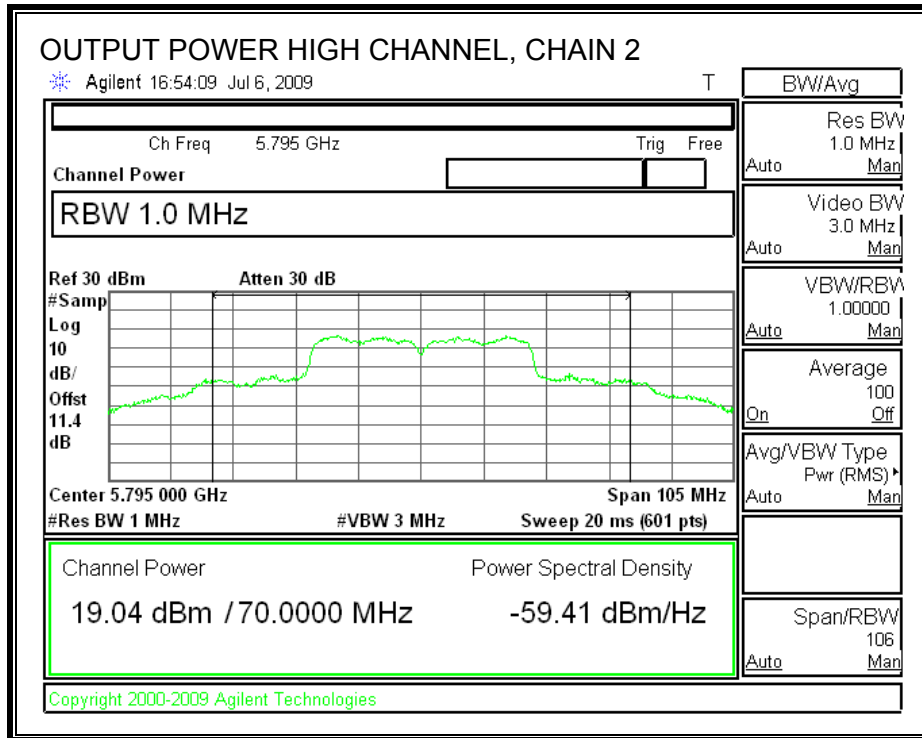 OUTPUT POWER HIGH CHANNEL, CHAIN 2
Agilent 16:54:09 Jul 6, 2009 T
Ch Freq 5.795 GHz Trig Free
Channel Power
RBW 1.0 MHz
Ref 30 dBm Atten 30 dB
#Samp
Log
10
dB/
Offst
11.4
dB
Center 5.795 000 GHz Span 105 MHz
#Res BW 1 MHz #VBW 3 MHz Sweep 20 ms (601 pts)
Channel Power Power Spectral Density
19.04 dBm / 70.0000 MHz -59.41 dBm/Hz
Copyright 2000-2009 Agilent Technologies
BW/Avg
Res BW
1.0 MHz
Auto Man
Video BW
3.0 MHz
Auto Man
VBW/RBW
1.00000
Auto Man
Average
100
On Off
Avg/VBW Type
Pwr (RMS)
Auto Man
Span/RBW
106
Auto Man